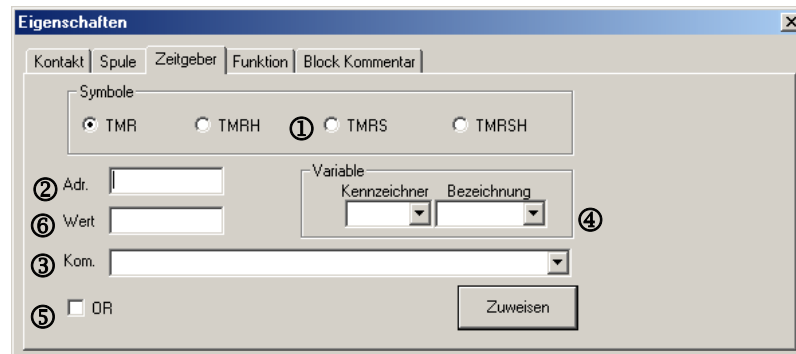 Eigenschaften
Kontakt Spule Zeitgeber Funktion Block Kommentar
Symbole
TMR TMRH ① TMRS TMRSH
② Adr.
Variable
Kennzeichner Bezeichnung
⑥ Wert
④
③ Kom.
⑤ OR
Zuweisen